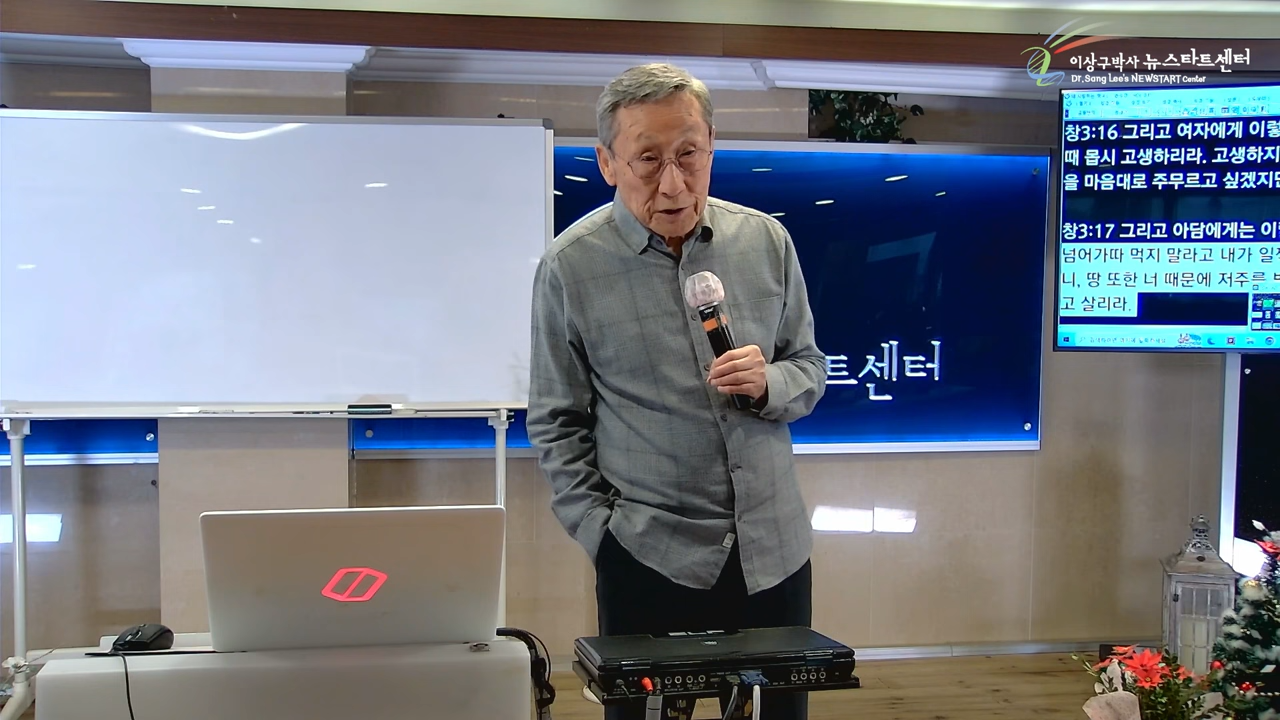 이상구박사 뉴스타트센터
Dr. Sang Lee's NEWSTART Center
창3:16 그리고 여자에게 이렇
때 몹시 고생하리라. 고생하지
을 마음대로 주무르고 싶겠지만
창3:17 그리고 아담에게는 이
넘어가따 먹지 말라고 내가 일
니, 땅 또한 너 때문에 저주를
고 살리라.
트센터